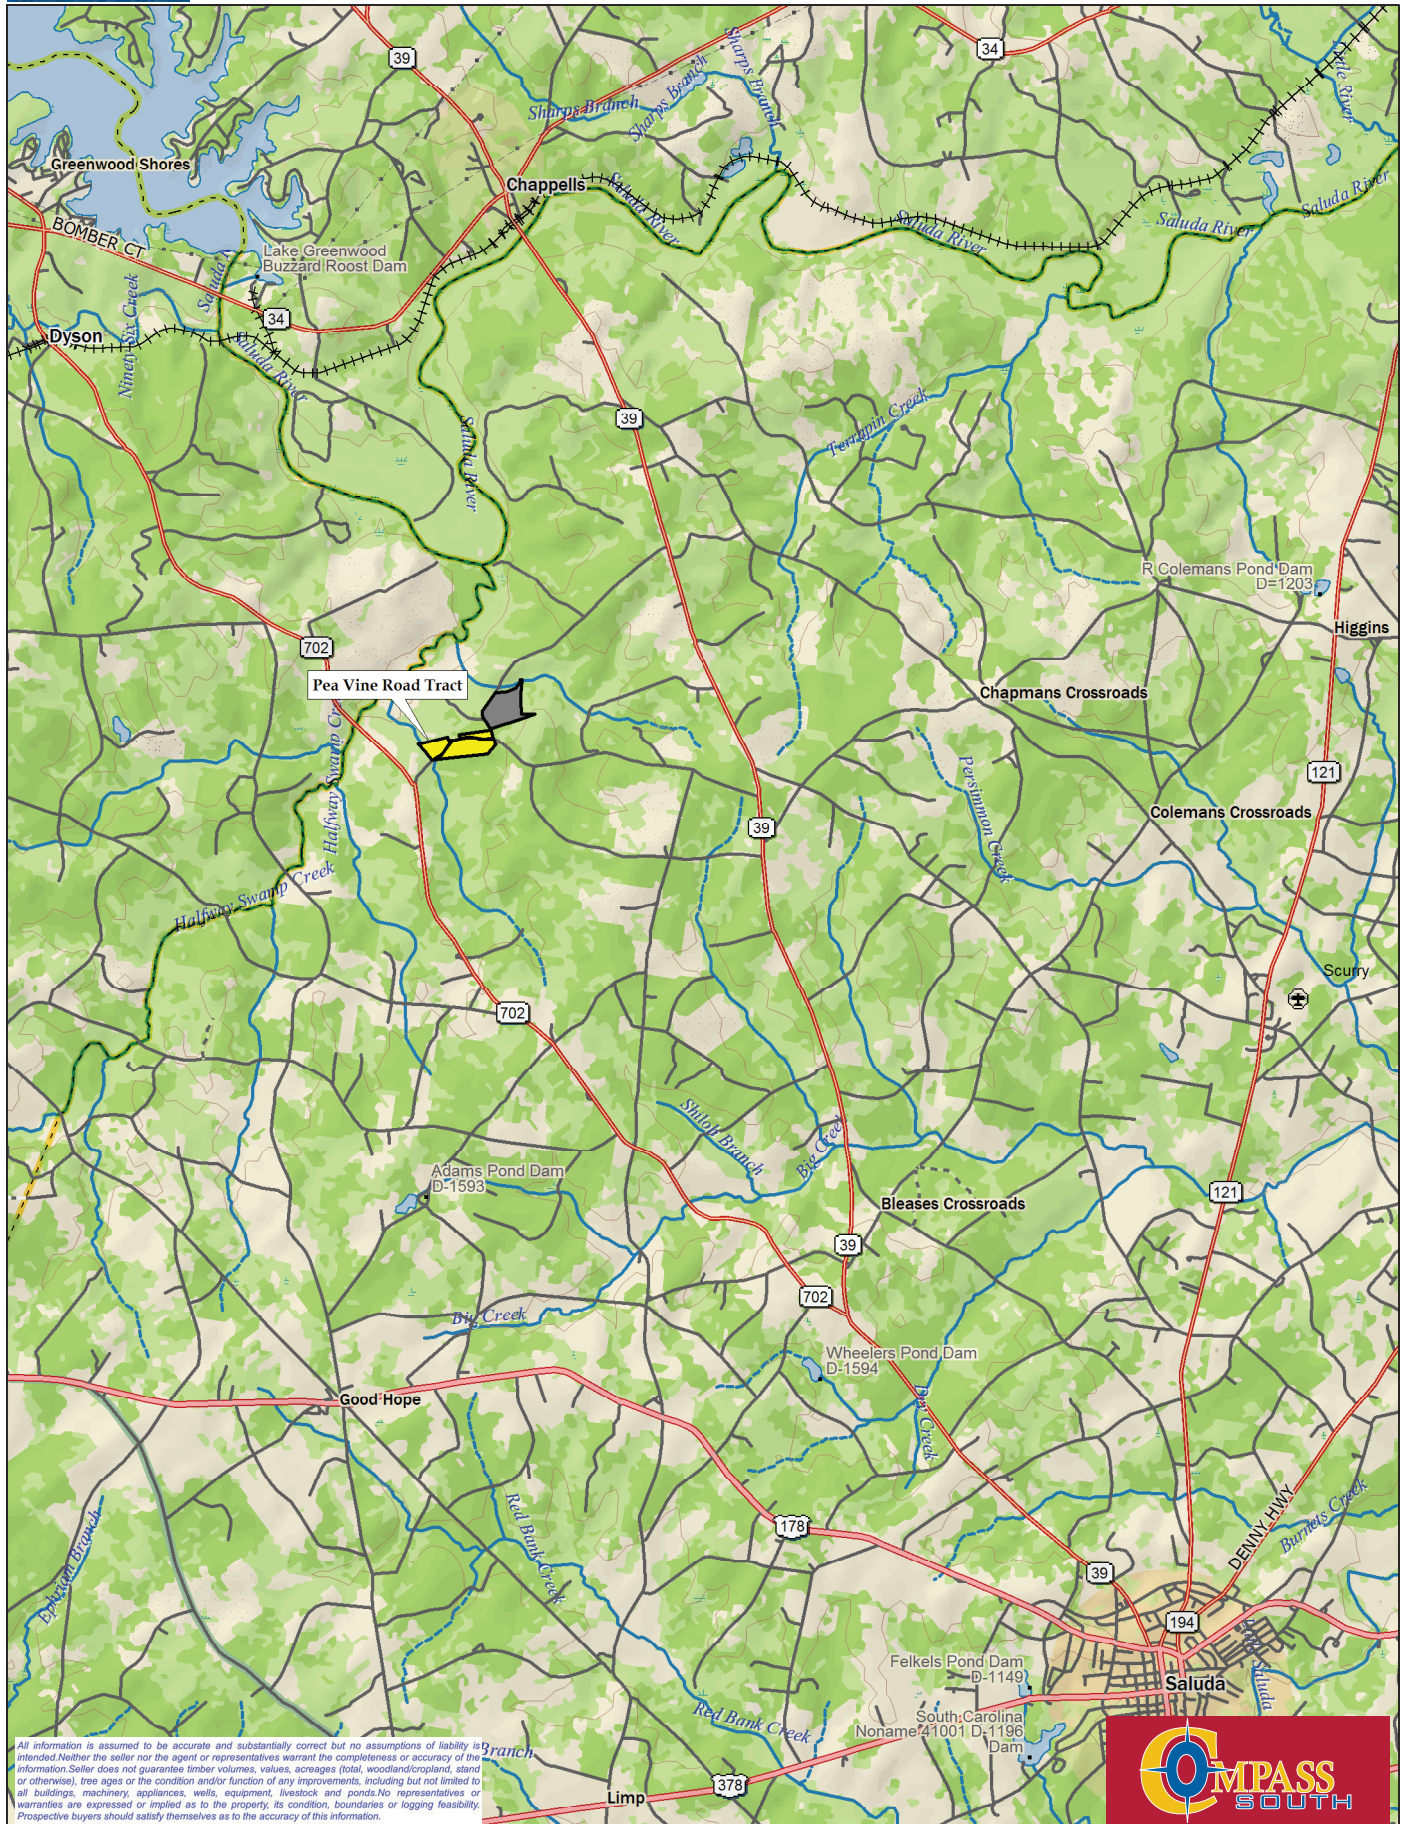 39
34
Sharps Branch
Sharps Branch
Sharps Branch
Greenwood Shores
Chappells
Saluda River
Saluda River
Saluda River
Saluda River
BOMBER CT
Lake Greenwood
Buzzard Roost Dam
Ninety Six Creek
34
Dyson
Saluda River
Saluda River
39
Terrapin Creek
R Colemans Pond Dam
D=1203
Higgins
702
Pea Vine Road Tract
Chapmans Crossroads
121
Persimmon Creek
Colemans Crossroads
39
Halfway Swamp Creek
Scurry
702
Shiloh Branch
Big Creek
Adams Pond Dam
D-1593
121
Bleases Crossroads
39
702
Big Creek
Wheelers Pond Dam
D-1594
Dry Creek
Good Hope
Red Bank Creek
178
DENNY HWY
Burnets Creek
Ephriam Branch
39
194
Felkels Pond Dam
D-1149
Saluda
South Carolina
Noname 41001 D-1196
Dam
Red Bank Creek
Branch
378
Limp
All information is assumed to be accurate and substantially correct but no assumptions of liability is
intended.Neither the seller nor the agent or representatives warrant the completeness or accuracy of the
information.Seller does not guarantee timber volumes, values, acreages (total, woodland/cropland, stand
or otherwise), tree ages or the condition and/or function of any improvements, including but not limited to
all buildings, machinery, appliances, wells, equipment, livestock and ponds.No representatives or
warranties are expressed or implied as to the property, its condition, boundaries or logging feasibility.
Prospective buyers should satisfy themselves as to the accuracy of this information.
COMPASS
SOUTH